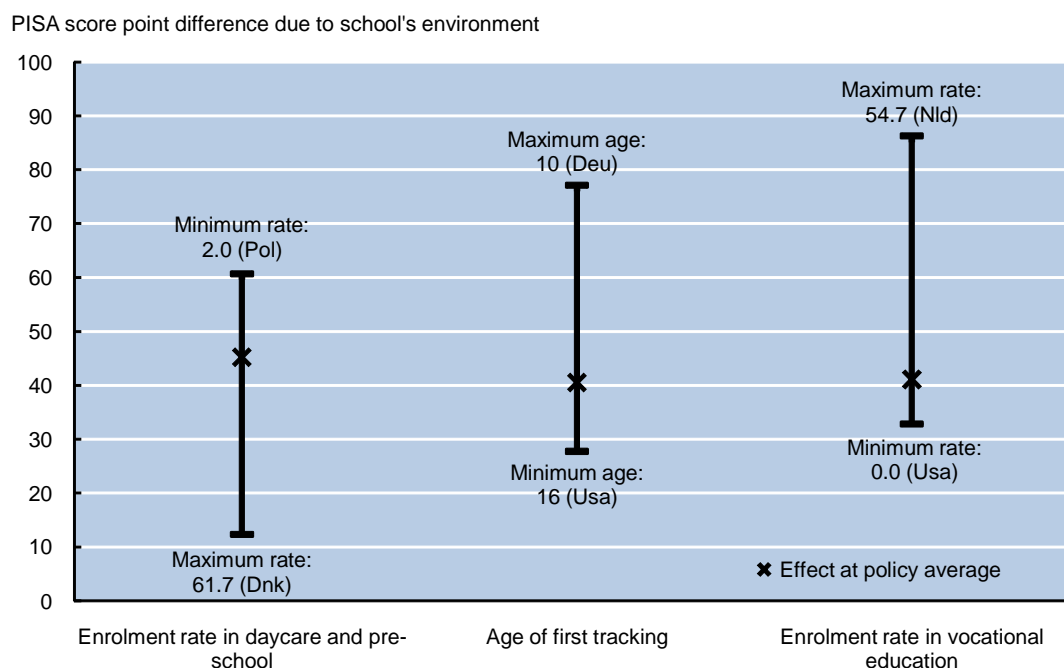 PISA score point difference due to school's environment
100
90
80
70
60
50
40
30
20
10
0
Minimum rate:
2.0 (Pol)
Maximum rate:
61.7 (Dnk)
Maximum age:
10 (Deu)
Minimum age:
16 (Usa)
Maximum rate:
54.7 (Nld)
Minimum rate:
0.0 (Usa)
Effect at policy average
Enrolment rate in daycare and pre-
school
Age of first tracking
Enrolment rate in vocational
education